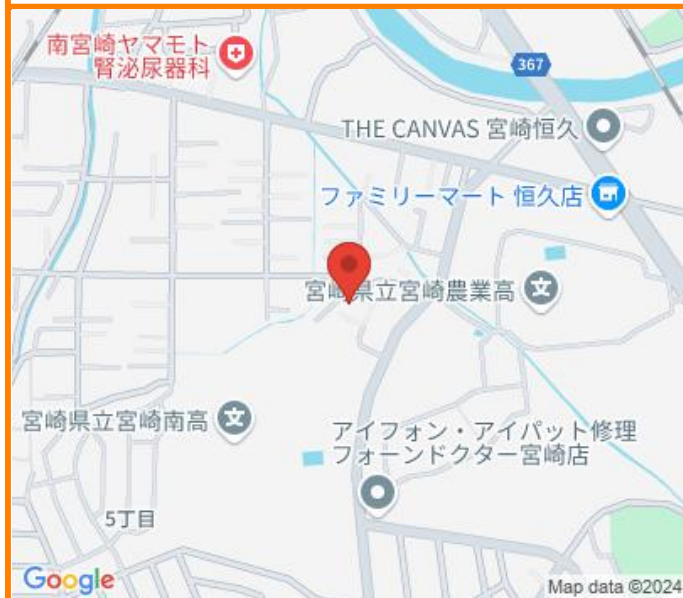 南宮崎ヤマモト
腎泌尿器科
367
THE CANVAS 宮崎恒久
ファミリーマート 恒久店
宮崎県立宮崎農業高
宮崎県立宮崎南高
アイフォン・アイパット修理
フォーンドクター宮崎店
5丁目
Google
Map data ©2024